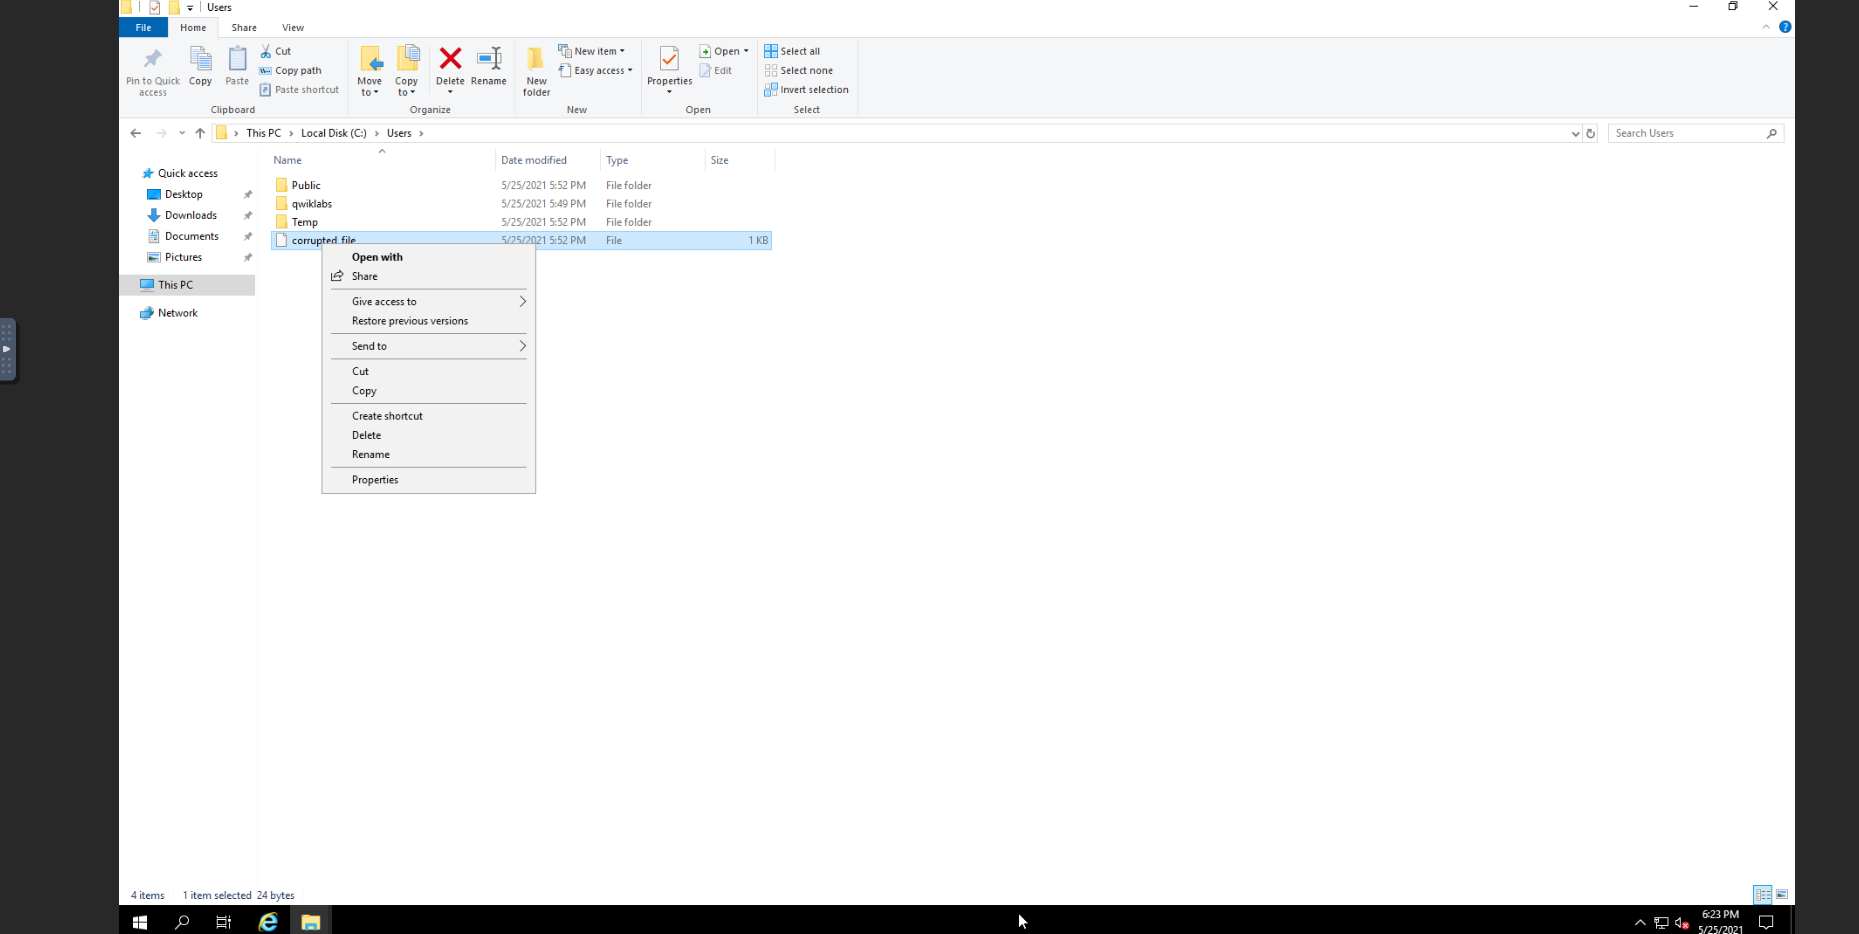 Users
File Home Share View
Pin to Quick access
Copy
Paste
Cut
Copy path
Paste shortcut
Clipboard
Move to
Copy to
Delete
Rename
Organize
New folder
New item
Easy access
New
Properties
Open
Edit
Open
Select all
Select none
Invert selection
Select
This PC Local Disk (C:) Users
Search Users
Name Date modified Type Size
Quick access
Desktop
Downloads
Documents
Pictures
This PC
Network
Public 5/25/2021 5:52 PM File folder
qwiklabs 5/25/2021 5:49 PM File folder
Temp 5/25/2021 5:52 PM File folder
corrupted_file 5/25/2021 5:52 PM File 1 KB
Open with
Share
Give access to
Restore previous versions
Send to
Cut
Copy
Create shortcut
Delete
Rename
Properties
4 items 1 item selected 24 bytes
6:23 PM
5/25/2021